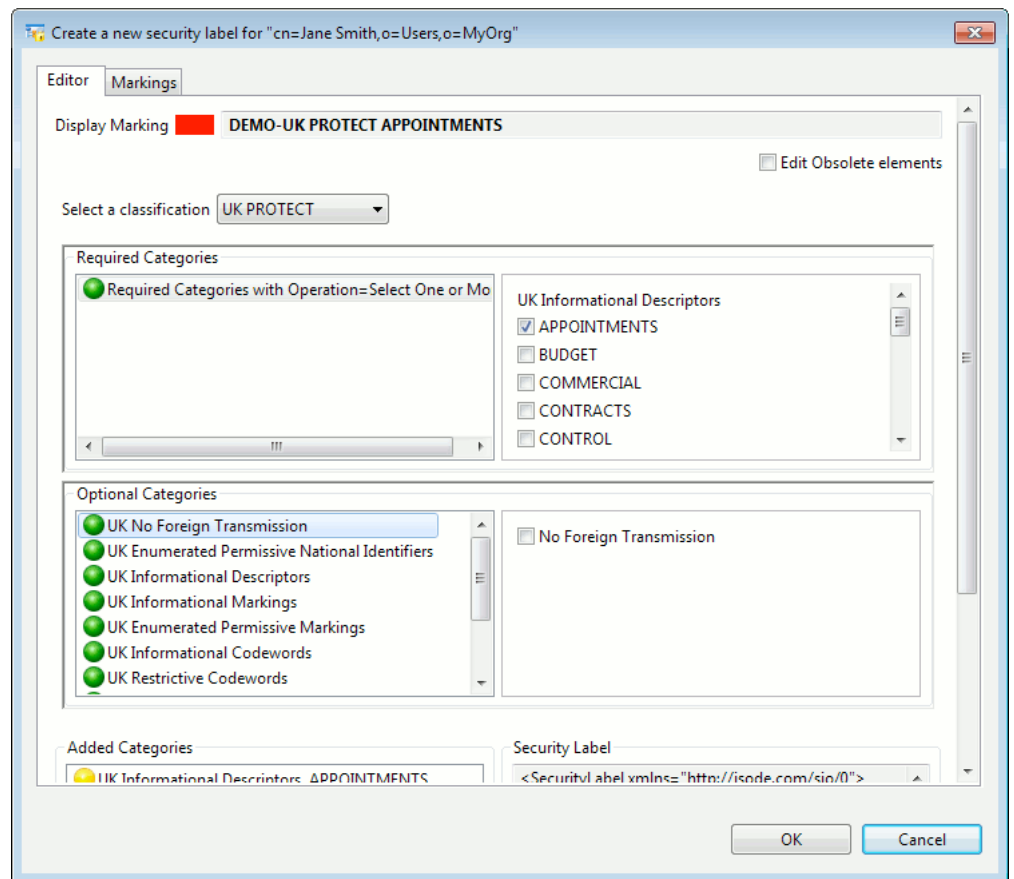 Create a new security label for "cn=Jane Smith,o=Users,o=MyOrg"
Editor
Markings
Display Marking
DEMO-UK PROTECT APPOINTMENTS
Edit Obsolete elements
Select a classification
UK PROTECT
Required Categories
Required Categories with Operation=Select One or Mo
UK Informational Descriptors
APPOINTMENTS
BUDGET
COMMERCIAL
CONTRACTS
CONTROL
Optional Categories
UK No Foreign Transmission
UK Enumerated Permissive National Identifiers
UK Informational Descriptors
UK Informational Markings
UK Enumerated Permissive Markings
UK Informational Codewords
UK Restrictive Codewords
No Foreign Transmission
Added Categories
UK Informational Descriptors, APPOINTMENTS
Security Label
<SecurityLabel xmlns="http://isode.com/sio/0">
OK
Cancel